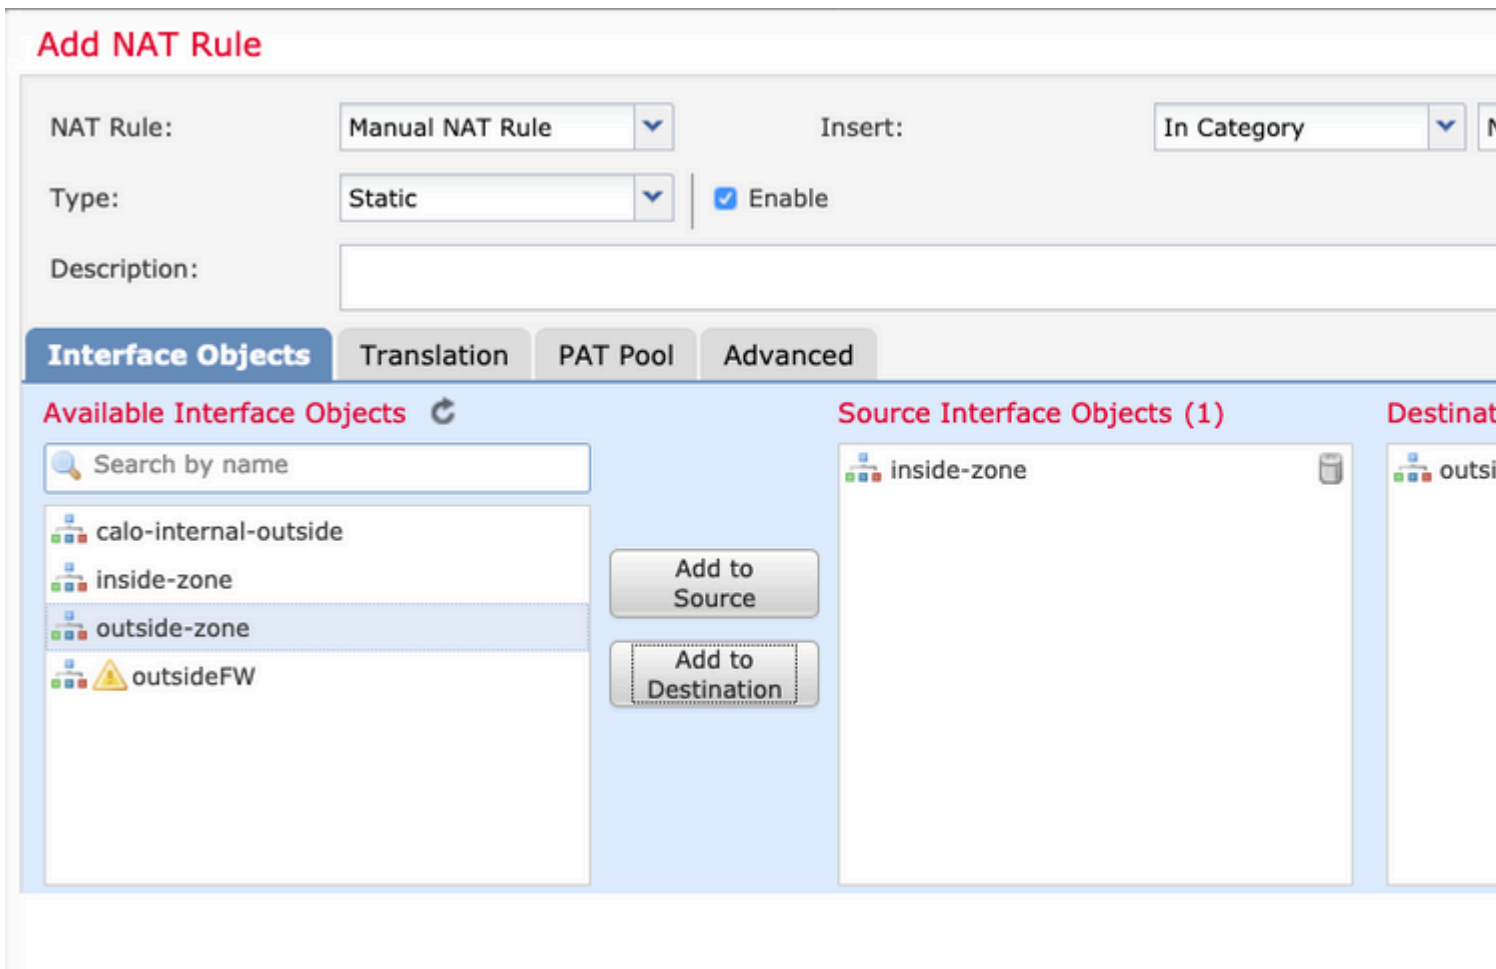 Add NAT Rule
NAT Rule: Manual NAT Rule Insert: In Category
Type: Static Enable
Description:
Interface Objects Translation PAT Pool Advanced
Available Interface Objects Source Interface Objects (1)
Search by name
inside-zone
calo-internal-outside
inside-zone
outside-zone
outsideFW
Add to
Source
Add to
Destination